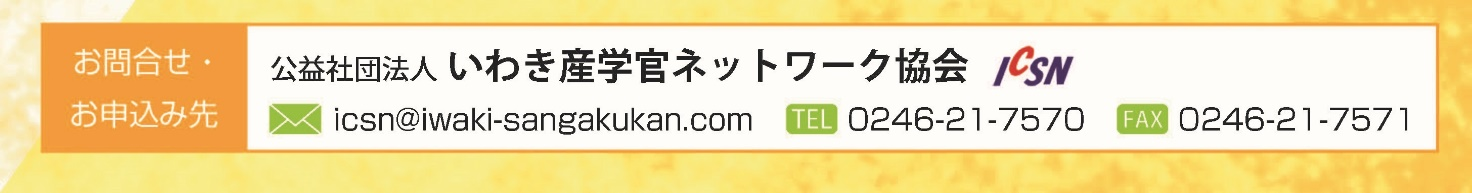 お問合せ・
お申込み先
公益社団法人 いわき産学官ネットワーク協会 ICSN
icsn@iwaki-sangakukan.com TEL 0246-21-7570 FAX 0246-21-7571